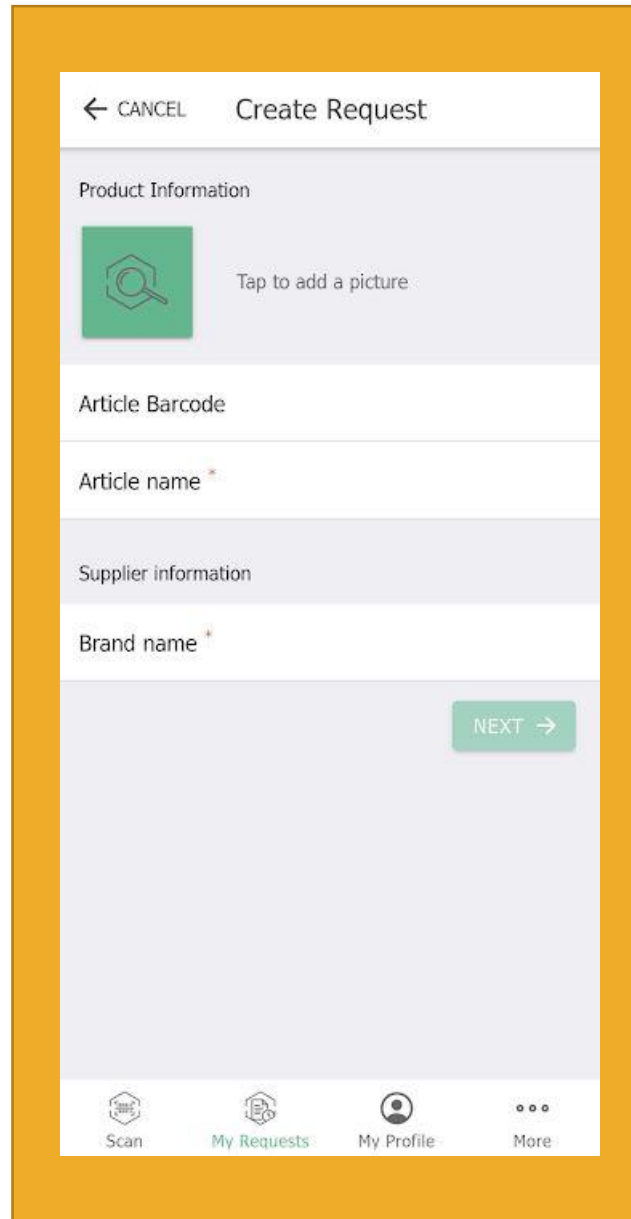 ← CANCEL Create Request
Product Information
Tap to add a picture
Article Barcode
Article name *
Supplier information
Brand name *
NEXT →
Scan My Requests My Profile More